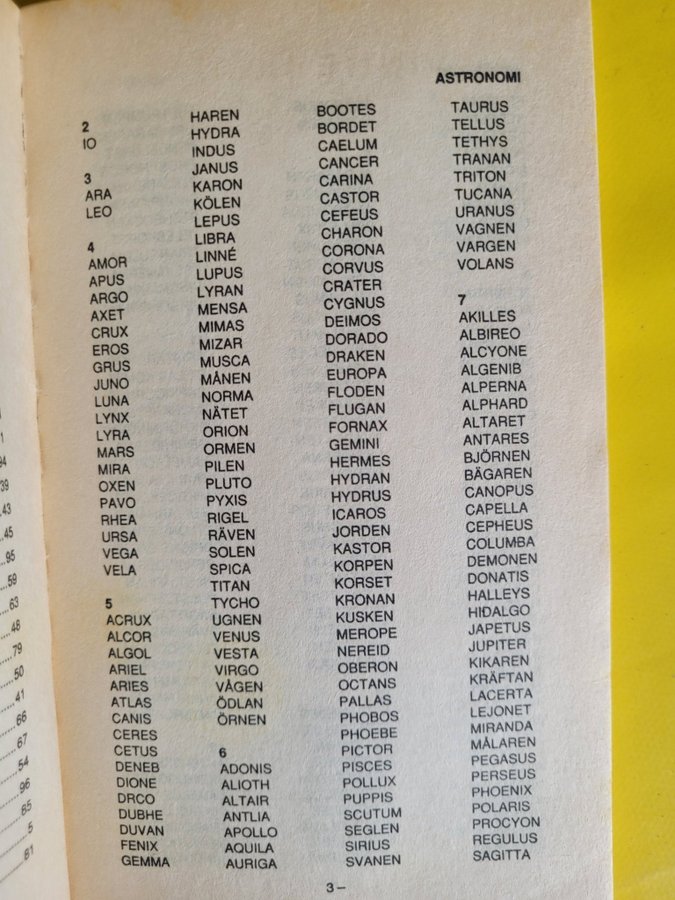 ASTRONOMI
2
IO
3
ARA
LEO
4
AMOR
APUS
ARGO
AXET
CRUX
EROS
GRUS
JUNO
LUNA
LYNX
LYRA
MARS
MIRA
OXEN
PAVO
RHEA
URSA
VEGA
VELA
5
ACRUX
ALCOR
ALGOL
ARIEL
ARIES
ATLAS
CANIS
CERES
CETUS
DENEB
DIONE
DRCO
DUBHE
DUVAN
FENIX
GEMMA
HAREN
HYDRA
INDUS
JANUS
KARON
KÖLEN
LEPUS
LIBRA
LINNÉ
LUPUS
LYRAN
MENSA
MIMAS
MIZAR
MUSCA
MÅNEN
NORMA
NÄTET
ORION
ORMEN
PILEN
PLUTO
PYXIS
RIGEL
RÄVEN
SOLEN
SPICA
TITAN
TYCHO
UGNEN
VENUS
VESTA
VIRGO
VÅGEN
ÖDLAN
ÖRNEN
6
ADONIS
ALIOTH
ALTAIR
ANTLIA
APOLLO
AQUILA
AURIGA
BOOTES
BORDET
CAELUM
CANCER
CARINA
CASTOR
CEFEUS
CHARON
CORONA
CORVUS
CRATER
CYGNUS
DEIMOS
DORADO
DRAKEN
EUROPA
FLODEN
FLUGAN
FORNAX
GEMINI
HERMES
HYDRAN
HYDRUS
ICAROS
JORDEN
KASTOR
KORPEN
KORSET
KRONAN
KUSKEN
MEROPE
NEREID
OBERON
OCTANS
PALLAS
PHOBOS
PHOEBE
PICTOR
PISCES
POLLUX
PUPPIS
SCUTUM
SEGLEN
SIRIUS
SVANEN
TAURUS
TELLUS
TETHYS
TRANAN
TRITON
TUCANA
URANUS
VAGNEN
VARGEN
VOLANS
7
AKILLES
ALBIREO
ALCYONE
ALGENIB
ALPERNA
ALPHARD
ALTARET
ANTARES
BJÖRNEN
BÄGAREN
CANOPUS
CAPELLA
CEPHEUS
COLUMBA
DEMONEN
DONATIS
HALLEYS
HIDALGO
JAPETUS
JUPITER
KIKAREN
KRÄFTAN
LACERTA
LEJONET
MIRANDA
MÅLAREN
PEGASUS
PERSEUS
PHOENIX
POLARIS
PROCYON
REGULUS
SAGITTA
3–